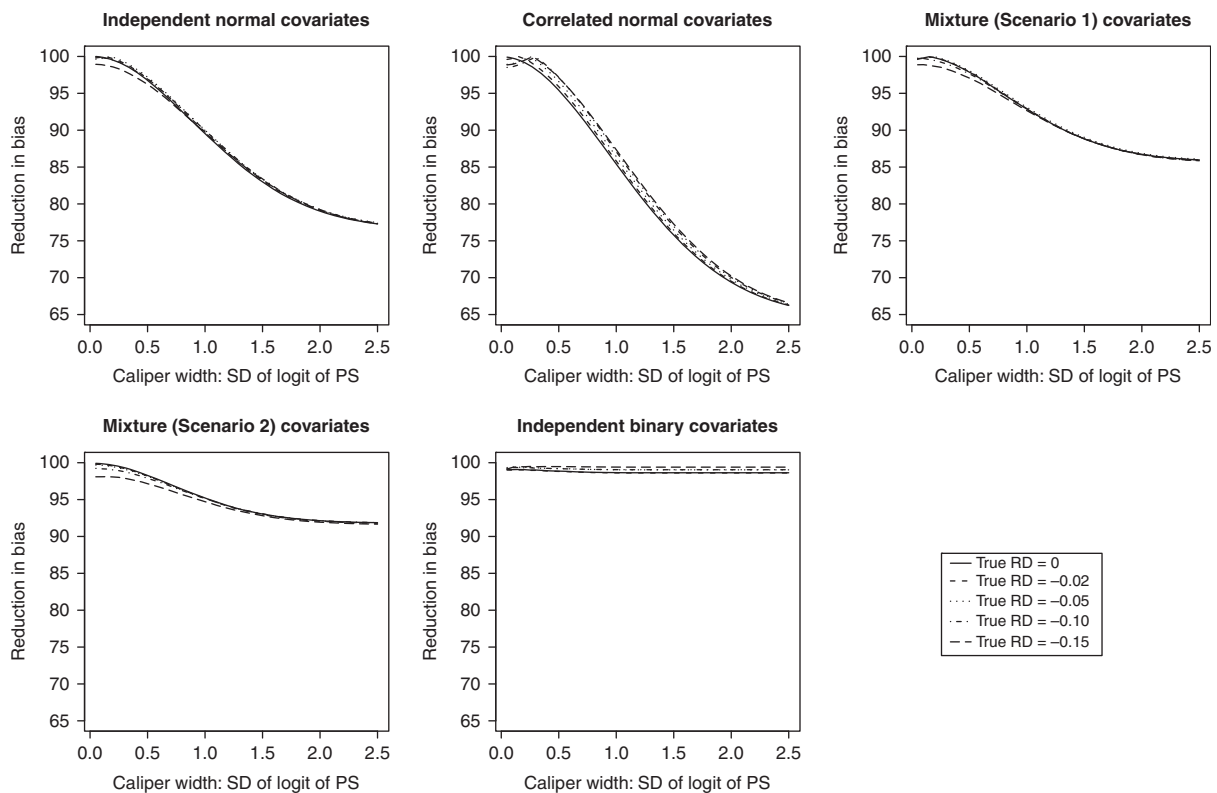 Independent normal covariates
Reduction in bias
100
95
90
85
80
75
70
65
0.0 0.5 1.0 1.5 2.0 2.5
Caliper width: SD of logit of PS
Correlated normal covariates
Reduction in bias
100
95
90
85
80
75
70
65
0.0 0.5 1.0 1.5 2.0 2.5
Caliper width: SD of logit of PS
Mixture (Scenario 1) covariates
Reduction in bias
100
95
90
85
80
75
70
65
0.0 0.5 1.0 1.5 2.0 2.5
Caliper width: SD of logit of PS
Mixture (Scenario 2) covariates
Reduction in bias
100
95
90
85
80
75
70
65
0.0 0.5 1.0 1.5 2.0 2.5
Caliper width: SD of logit of PS
Independent binary covariates
Reduction in bias
100
95
90
85
80
75
70
65
0.0 0.5 1.0 1.5 2.0 2.5
Caliper width: SD of logit of PS
True RD = 0
True RD = –0.02
True RD = –0.05
True RD = –0.10
True RD = –0.15